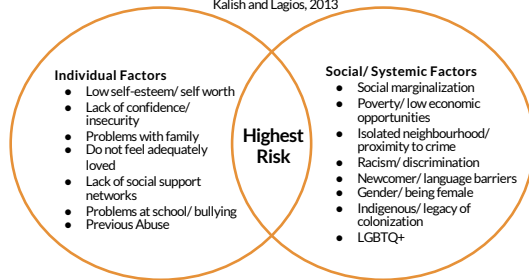 Kalish and Lagios, 2013
Individual Factors
● Low self-esteem/ self worth
● Lack of confidence/
insecurity
● Problems with family
● Do not feel adequately
loved
● Lack of social support
networks
● Problems at school/ bullying
● Previous Abuse
Highest
Risk
Social/ Systemic Factors
● Social marginalization
● Poverty/ low economic
opportunities
● Isolated neighbourhood/
proximity to crime
● Racism/ discrimination
● Newcomer/ language barriers
● Gender/ being female
● Indigenous/ legacy of
colonization
● LGBTQ+